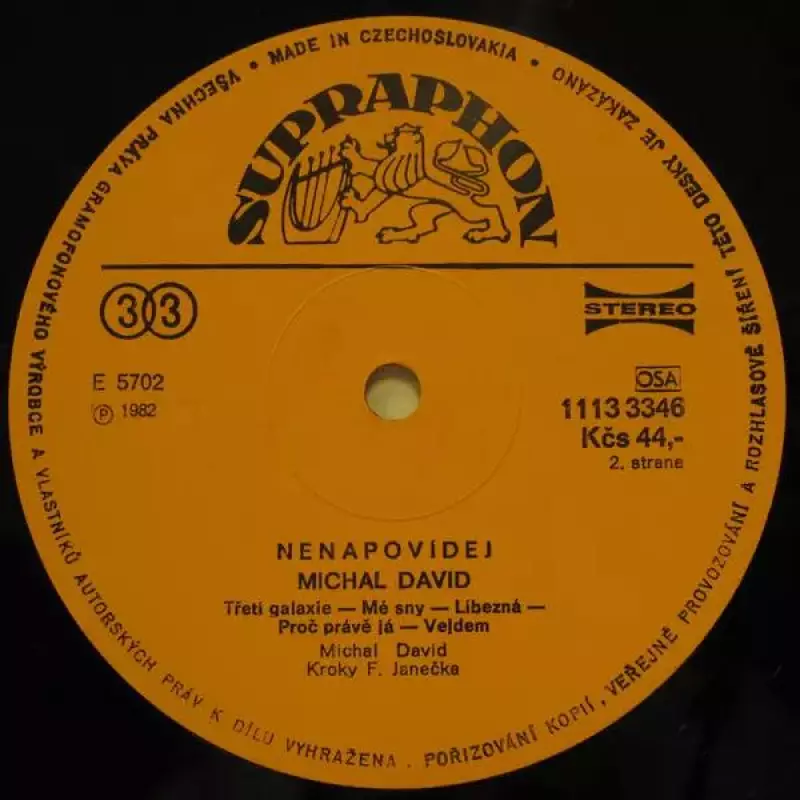 VŠECHNA PRÁVA GRAMOFONOVÉHO VÝROBCE A VLASTNÍKŮ AUTORSKÝCH PRÁV K DÍLU VYHRAŽENA . POŘIZOVÁNÍ KOPIÍ, VEŘEJNÉ PROVOZOVÁNÍ A ROZHLASOVÉ ŠÍŘENÍ TÉTO DESKY JE ZAKÁZÁNO
• MADE IN CZECHOSLOVAKIA •
SUPRAPHON
33
STEREO
E 5702
Ⓟ 1982
OSA
1113 3346
Kčs 44,-
2. strana
NENAPOVÍDEJ
MICHAL DAVID
Třetí galaxie — Mé sny — Líbezná —
Proč právě já — Vejdem
Michal David
Kroky F. Janečka